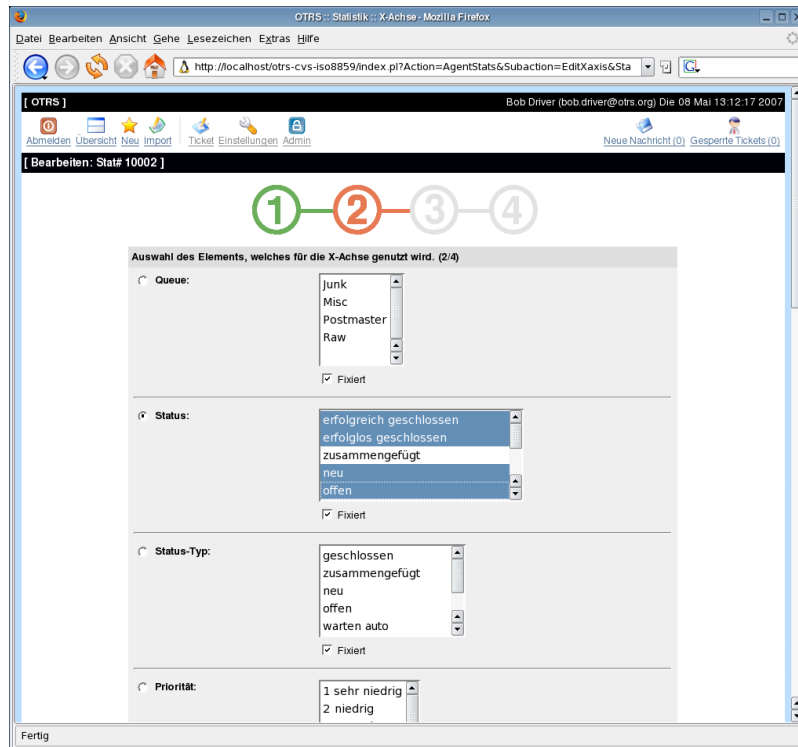 OTRS :: Statistik :: X-Achse - Mozilla Firefox
Datei Bearbeiten Ansicht Gehe Lesezeichen Extras Hilfe
http://localhost/otrs-cvs-iso8859/index.pl?Action=AgentStats&Subaction=EditXaxis&Sta
G
[ OTRS ]
Bob Driver (bob.driver@otrs.org) Die 08 Mai 13:12:17 2007
Abmelden Übersicht Neu Import Ticket Einstellungen Admin
Neue Nachricht (0) Gesperrte Tickets (0)
[ Bearbeiten: Stat# 10002 ]
1 2 3 4
Auswahl des Elements, welches für die X-Achse genutzt wird. (2/4)
Queue:
Junk
Misc
Postmaster
Raw
Fixiert
Status:
erfolgreich geschlossen
erfolglos geschlossen
zusammengefügt
neu
offen
Fixiert
Status-Typ:
geschlossen
zusammengefügt
neu
offen
warten auto
Fixiert
Priorität:
1 sehr niedrig
2 niedrig
Fertig